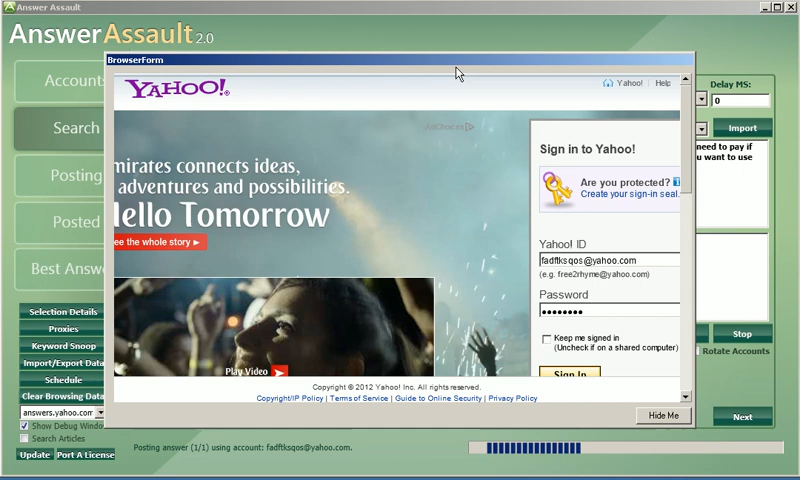 Answer Assault
AnswerAssault 2.0
BrowserForm
Accounts
Search
Posting
Posted
Best Answ
Selection Details
Proxies
Keyword Snoop
Import/Export Data
Schedule
Clear Browsing Data
answers.yahoo.com
Show Debug Windo
Search Articles
Update
Port A License
YAHOO!
Yahoo!
Help
AdChoices
mirates connects ideas,
adventures and possibilities.
Hello Tomorrow
ee the whole story
Play Video
Sign in to Yahoo!
Are you protected?
Create your sign-in seal.
Yahoo! ID
fadftksqos@yahoo.com
(e.g. free2rhyme@yahoo.com)
Password
Keep me signed in
(Uncheck if on a shared computer)
Sign In
Copyright © 2012 Yahoo! Inc. All rights reserved.
Copyright/IP Policy | Terms of Service | Guide to Online Security | Privacy Policy
Hide Me
Delay MS:
0
Import
need to pay if
u want to use
Stop
Rotate Accounts
Next
Posting answer (1/1) using account: fadftksqos@yahoo.com.